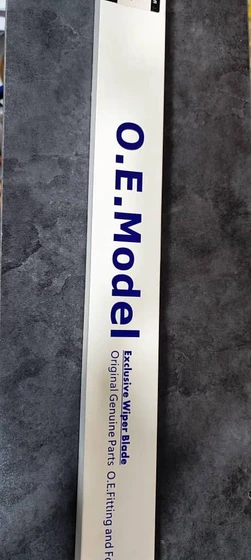 O.E.Model
Exclusive Wiper Blade
Original Genuine Parts O.E.Fitting and